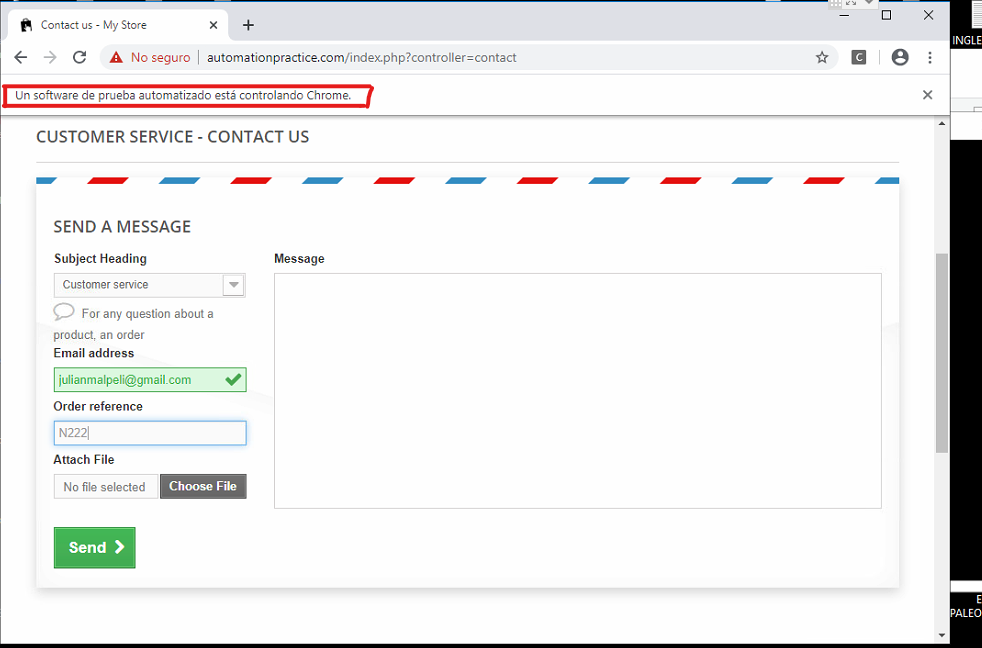 Contact us - My Store
INGLE
No seguro
automationpractice.com/index.php?controller=contact
C
Un software de prueba automatizado está controlando Chrome.
CUSTOMER SERVICE - CONTACT US
SEND A MESSAGE
Subject Heading
Message
Customer service
For any question about a
product, an order
Email address
julianmalpeli@gmail.com
Order reference
N222
Attach File
No file selected
Choose File
Send
E
PALEO